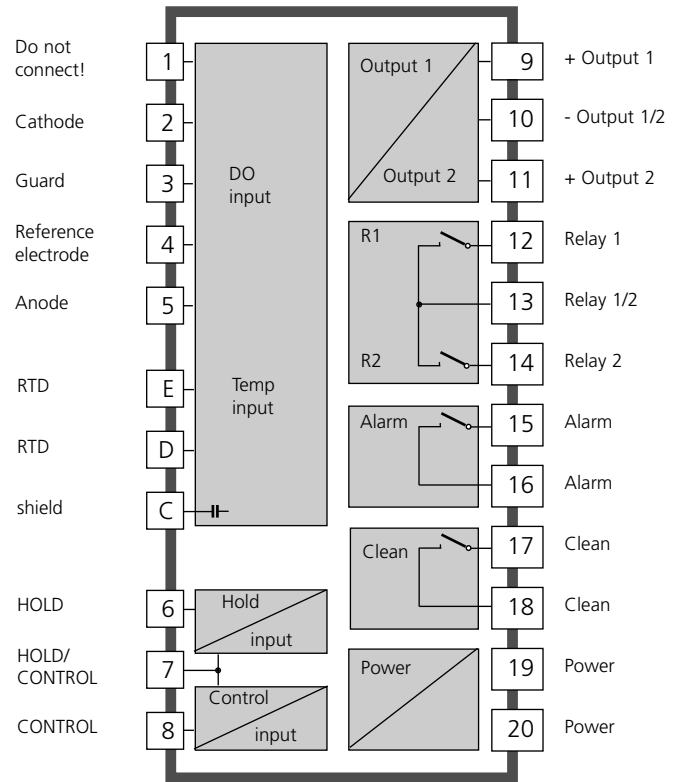 Do not
connect!
1
Cathode
2
Guard
3
Reference
electrode
4
Anode
5
RTD
E
RTD
D
shield
C
DO
input
Temp
input
HOLD
6
HOLD/
CONTROL
7
CONTROL
8
Hold
input
Control
input
Output 1
Output 2
9
+ Output 1
10
- Output 1/2
11
+ Output 2
R1
R2
12
Relay 1
13
Relay 1/2
14
Relay 2
Alarm
15
Alarm
16
Alarm
Clean
17
Clean
18
Clean
Power
19
Power
20
Power